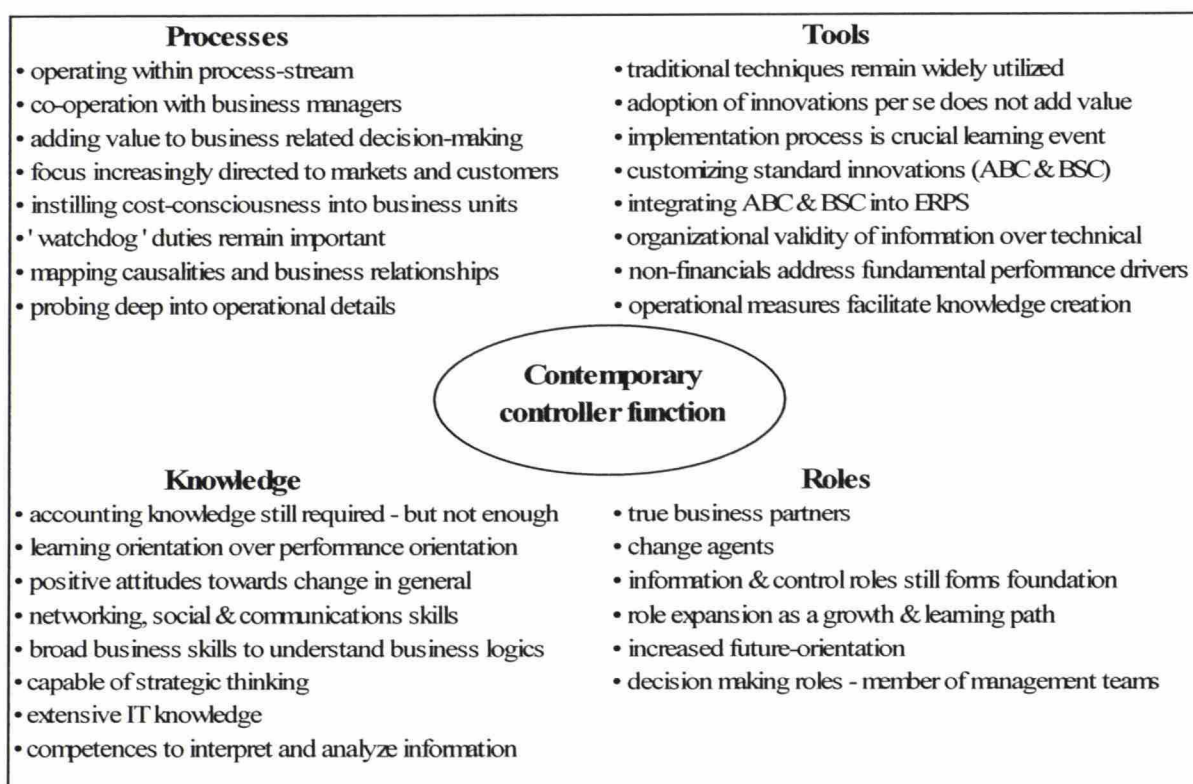 Processes
• operating within process-stream
• co-operation with business managers
• adding value to business related decision-making
• focus increasingly directed to markets and customers
• instilling cost-consciousness into business units
• ' watchdog ' duties remain important
• mapping causalities and business relationships
• probing deep into operational details
Tools
• traditional techniques remain widely utilized
• adoption of innovations per se does not add value
• implementation process is crucial learning event
• customizing standard innovations (ABC & BSC)
• integrating ABC & BSC into ERPS
• organizational validity of information over technical
• non-financials address fundamental performance drivers
• operational measures facilitate knowledge creation
Contemporary
controller function
Knowledge
• accounting knowledge still required - but not enough
• learning orientation over performance orientation
• positive attitudes towards change in general
• networking, social & communications skills
• broad business skills to understand business logics
• capable of strategic thinking
• extensive IT knowledge
• competences to interpret and analyze information
Roles
• true business partners
• change agents
• information & control roles still forms foundation
• role expansion as a growth & learning path
• increased future-orientation
• decision making roles - member of management teams